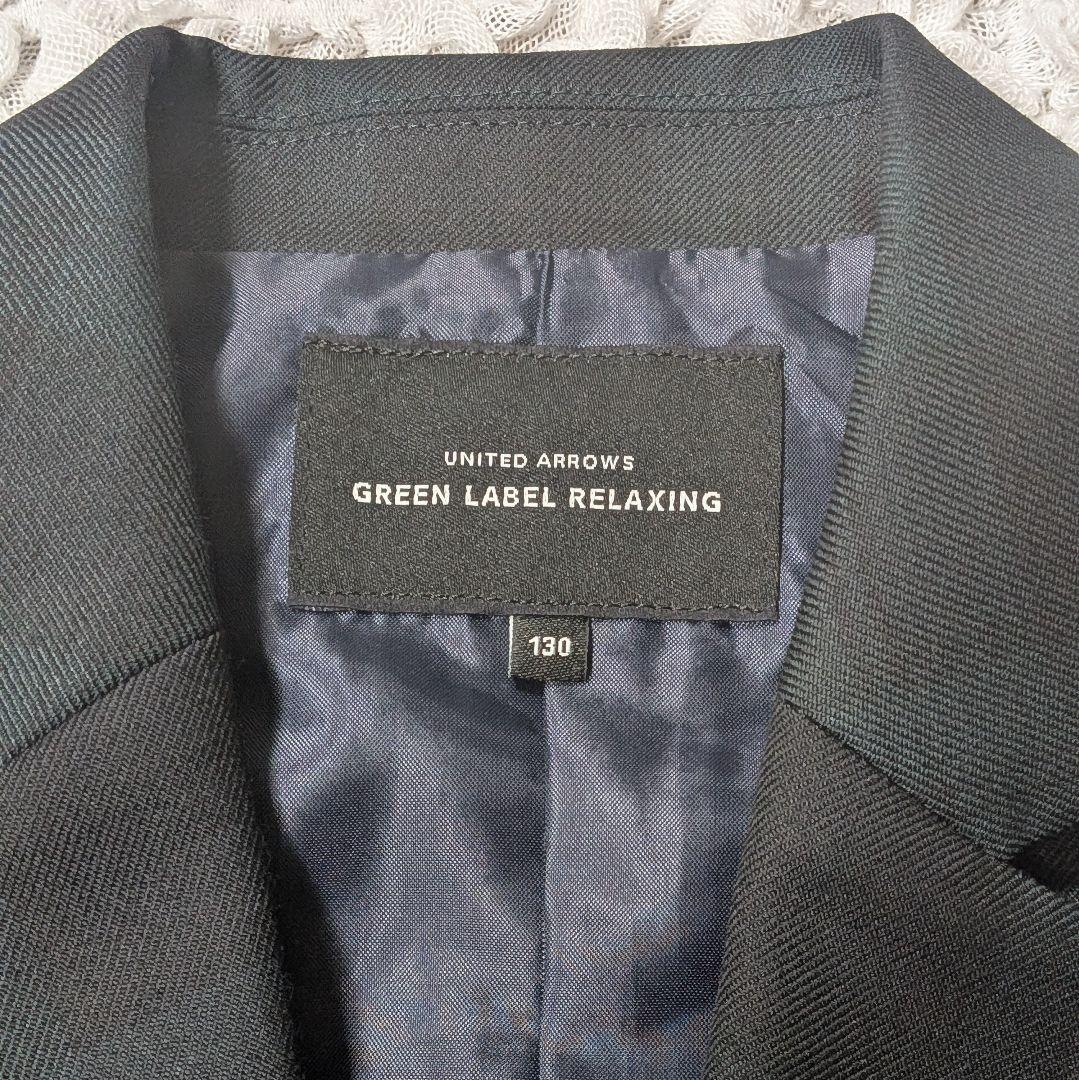 UNITED ARROWS
GREEN LABEL RELAXING
130